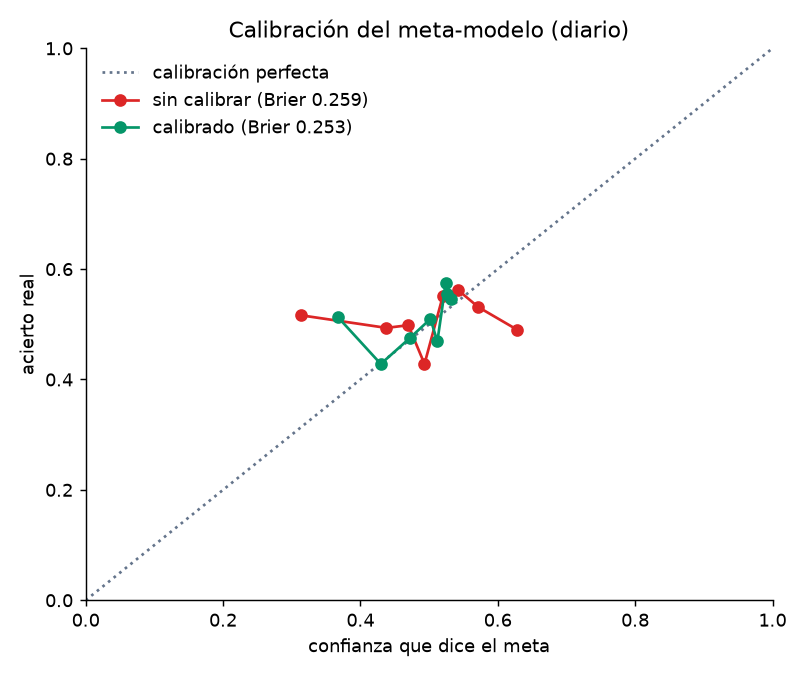 Calibración del meta-modelo (diario)
calibración perfecta
sin calibrar (Brier 0.259)
calibrado (Brier 0.253)
acierto real
1.0
0.8
0.6
0.4
0.2
0.0
0.0 0.2 0.4 0.6 0.8 1.0
confianza que dice el meta